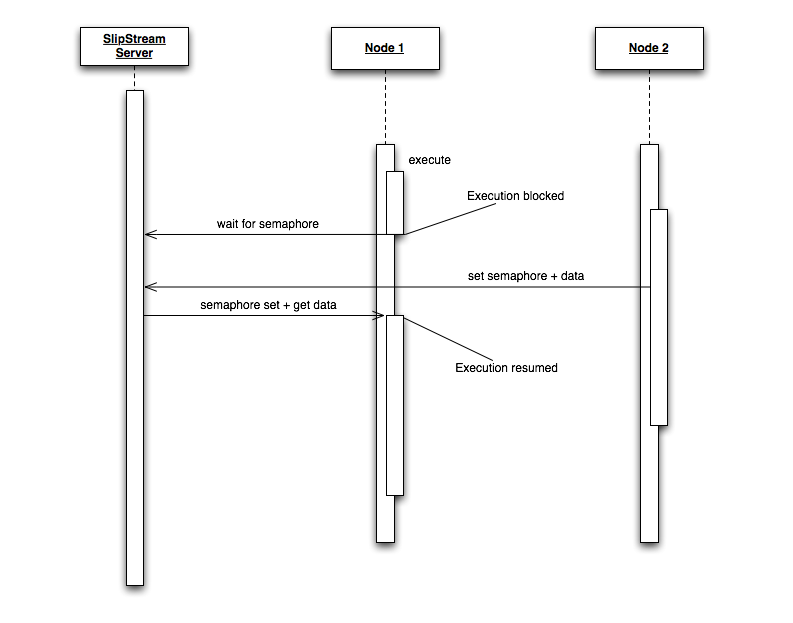 SlipStream
Server
Node 1
Node 2
execute
Execution blocked
wait for semaphore
set semaphore + data
semaphore set + get data
Execution resumed